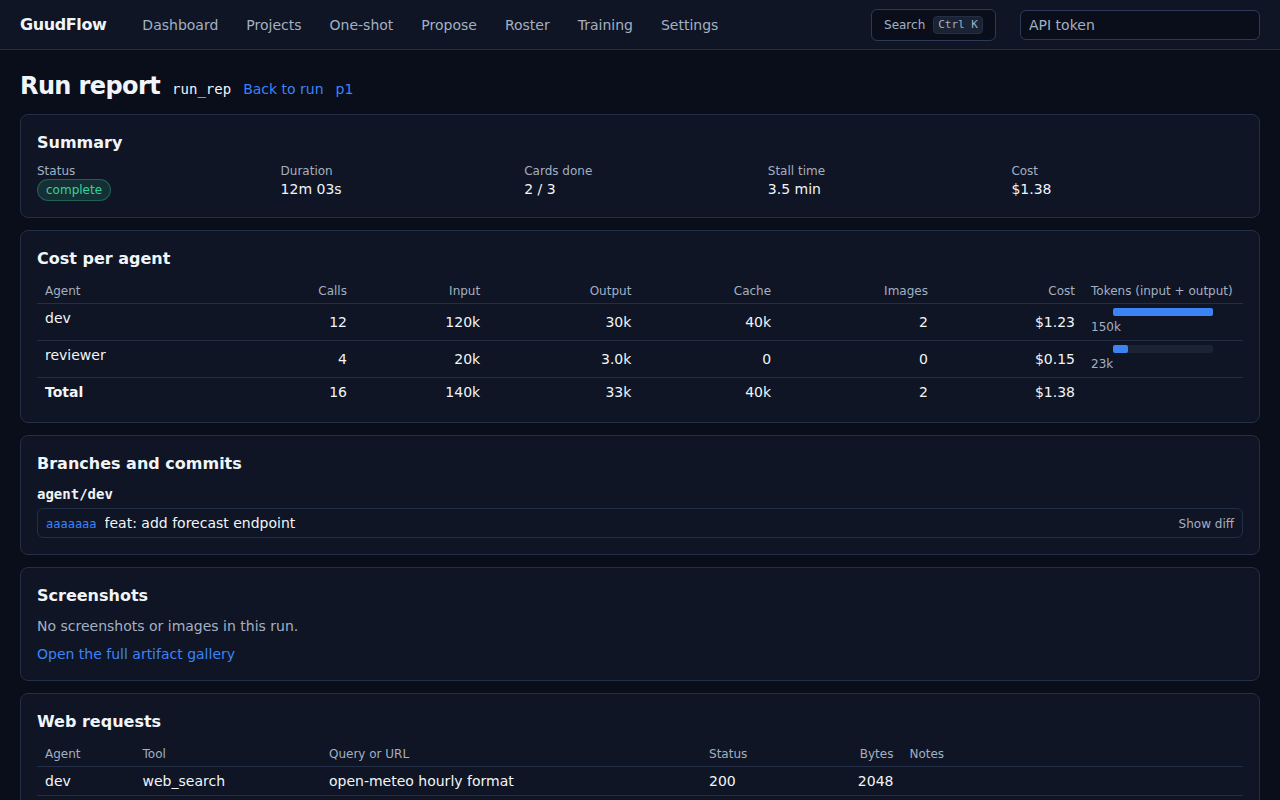 GuudFlow Dashboard Projects One-shot Propose Roster Training Settings Search Ctrl K API token
Run report run_rep Back to run p1
Summary
Status Duration Cards done Stall time Cost
complete 12m 03s 2 / 3 3.5 min $1.38
Cost per agent
Agent Calls Input Output Cache Images Cost Tokens (input + output)
dev 12 120k 30k 40k 2 $1.23 150k
reviewer 4 20k 3.0k 0 0 $0.15 23k
Total 16 140k 33k 40k 2 $1.38
Branches and commits
agent/dev
aaaaaaa feat: add forecast endpoint Show diff
Screenshots
No screenshots or images in this run.
Open the full artifact gallery
Web requests
Agent Tool Query or URL Status Bytes Notes
dev web_search open-meteo hourly format 200 2048